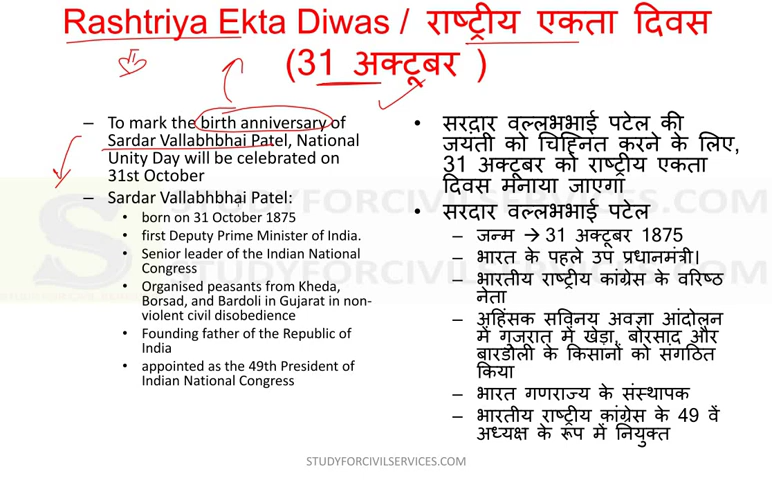 Rashtriya Ekta Diwas / राष्ट्रीय एकता दिवस
(31 अक्टूबर )
– To mark the birth anniversary of
Sardar Vallabhbhai Patel, National
Unity Day will be celebrated on
31st October
– Sardar Vallabhbhai Patel:
• born on 31 October 1875
• first Deputy Prime Minister of India.
• Senior leader of the Indian National
Congress
• Organised peasants from Kheda,
Borsad, and Bardoli in Gujarat in non-
violent civil disobedience
• Founding father of the Republic of
India
• appointed as the 49th President of
Indian National Congress
• सरदार वल्लभभाई पटेल की
जयंती को चिह्नित करने के लिए,
31 अक्टूबर को राष्ट्रीय एकता
दिवस मनाया जाएगा
• सरदार वल्लभभाई पटेल
– जन्म → 31 अक्टूबर 1875
– भारत के पहले उप प्रधानमंत्री।
– भारतीय राष्ट्रीय कांग्रेस के वरिष्ठ
नेता
– अहिंसक सविनय अवज्ञा आंदोलन
में गुजरात में खेड़ा, बोरसाद और
बारडोली के किसानों को संगठित
किया
– भारत गणराज्य के संस्थापक
– भारतीय राष्ट्रीय कांग्रेस के 49 वें
अध्यक्ष के रूप में नियुक्त
STUDYFORCIVILSERVICES.COM